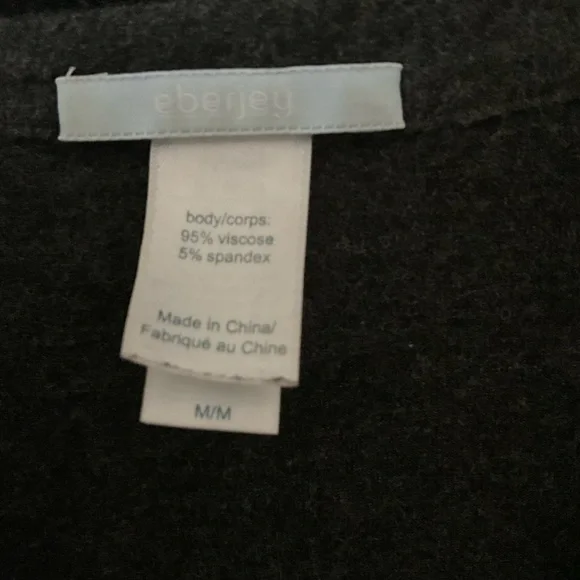 eberjey
body/corps:
95% viscose
5% spandex
Made in China/
Fabriqué au Chine
M/M